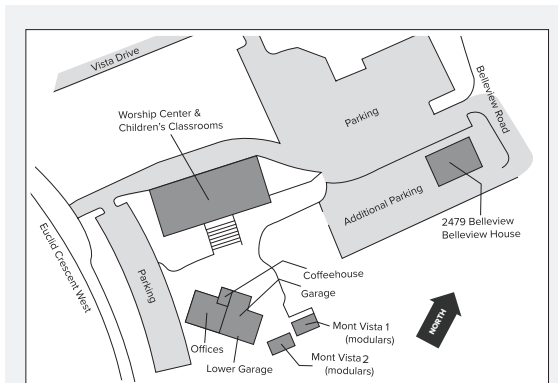 Vista Drive
Belleview Road
Worship Center &
Children's Classrooms
Parking
Additional Parking
2479 Belleview
Belleview House
Euclid Crescent West
Parking
Coffeehouse
Garage
Mont Vista 1
(modulars)
Offices
Lower Garage
Mont Vista 2
(modulars)
NORTH